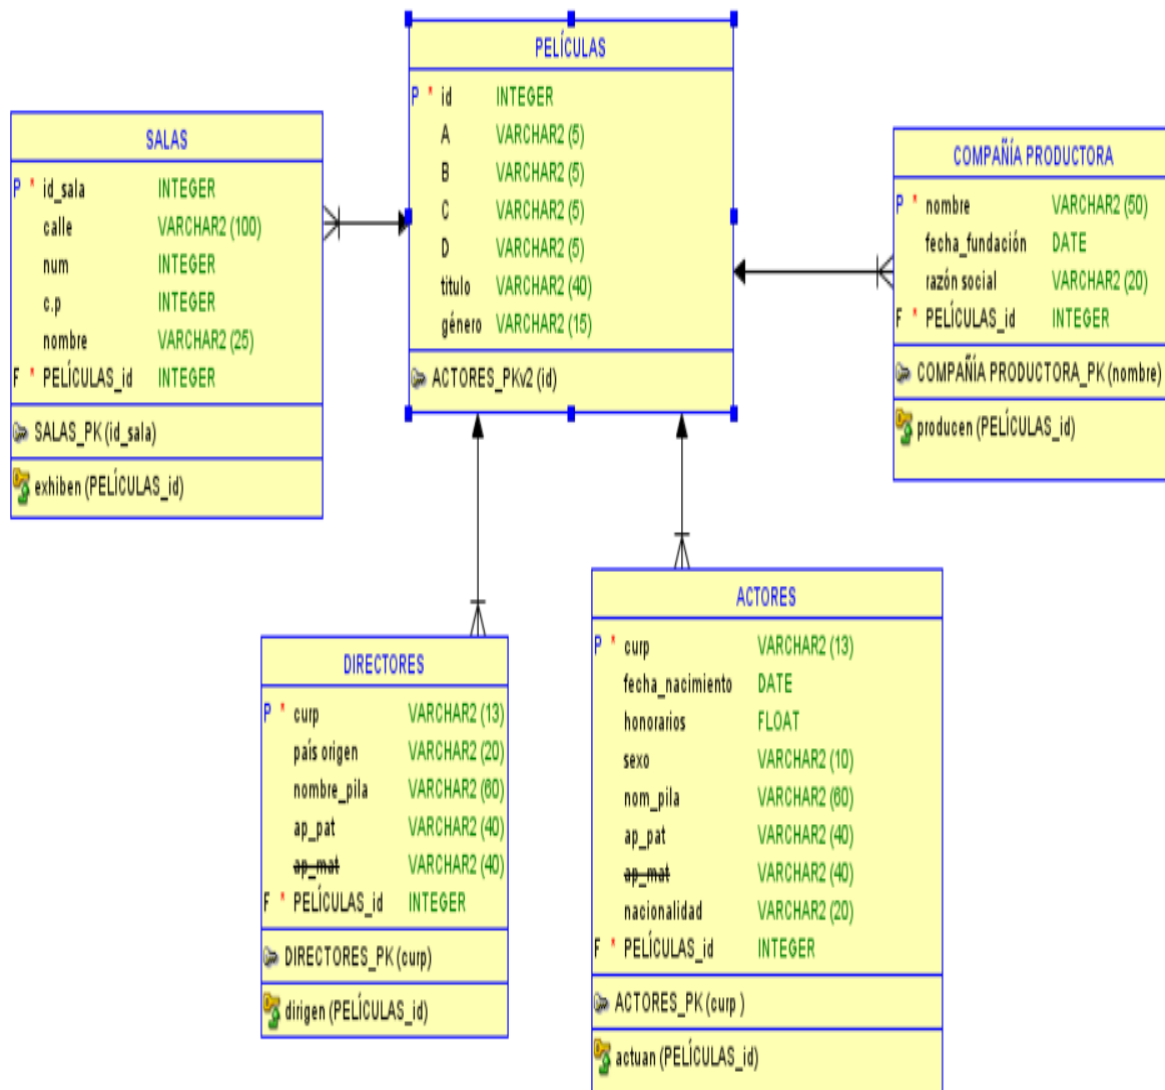 PELÍCULAS
P * id INTEGER
A VARCHAR2 (5)
B VARCHAR2 (5)
C VARCHAR2 (5)
D VARCHAR2 (5)
título VARCHAR2 (40)
género VARCHAR2 (15)
ACTORES_PKv2 (id)
SALAS
P * id_sala INTEGER
calle VARCHAR2 (100)
num INTEGER
c.p INTEGER
nombre VARCHAR2 (25)
F * PELÍCULAS_id INTEGER
SALAS_PK (id_sala)
exhiben (PELÍCULAS_id)
COMPAÑÍA PRODUCTORA
P * nombre VARCHAR2 (50)
fecha_fundación DATE
razón social VARCHAR2 (20)
F * PELÍCULAS_id INTEGER
COMPAÑÍA PRODUCTORA_PK (nombre)
producen (PELÍCULAS_id)
DIRECTORES
P * curp VARCHAR2 (13)
país origen VARCHAR2 (20)
nombre_pila VARCHAR2 (60)
ap_pat VARCHAR2 (40)
ap_mat VARCHAR2 (40)
F * PELÍCULAS_id INTEGER
DIRECTORES_PK (curp)
dirigen (PELÍCULAS_id)
ACTORES
P * curp VARCHAR2 (13)
fecha_nacimiento DATE
honorarios FLOAT
sexo VARCHAR2 (10)
nom_pila VARCHAR2 (60)
ap_pat VARCHAR2 (40)
ap_mat VARCHAR2 (40)
nacionalidad VARCHAR2 (20)
F * PELÍCULAS_id INTEGER
ACTORES_PK (curp )
actuan (PELÍCULAS_id)